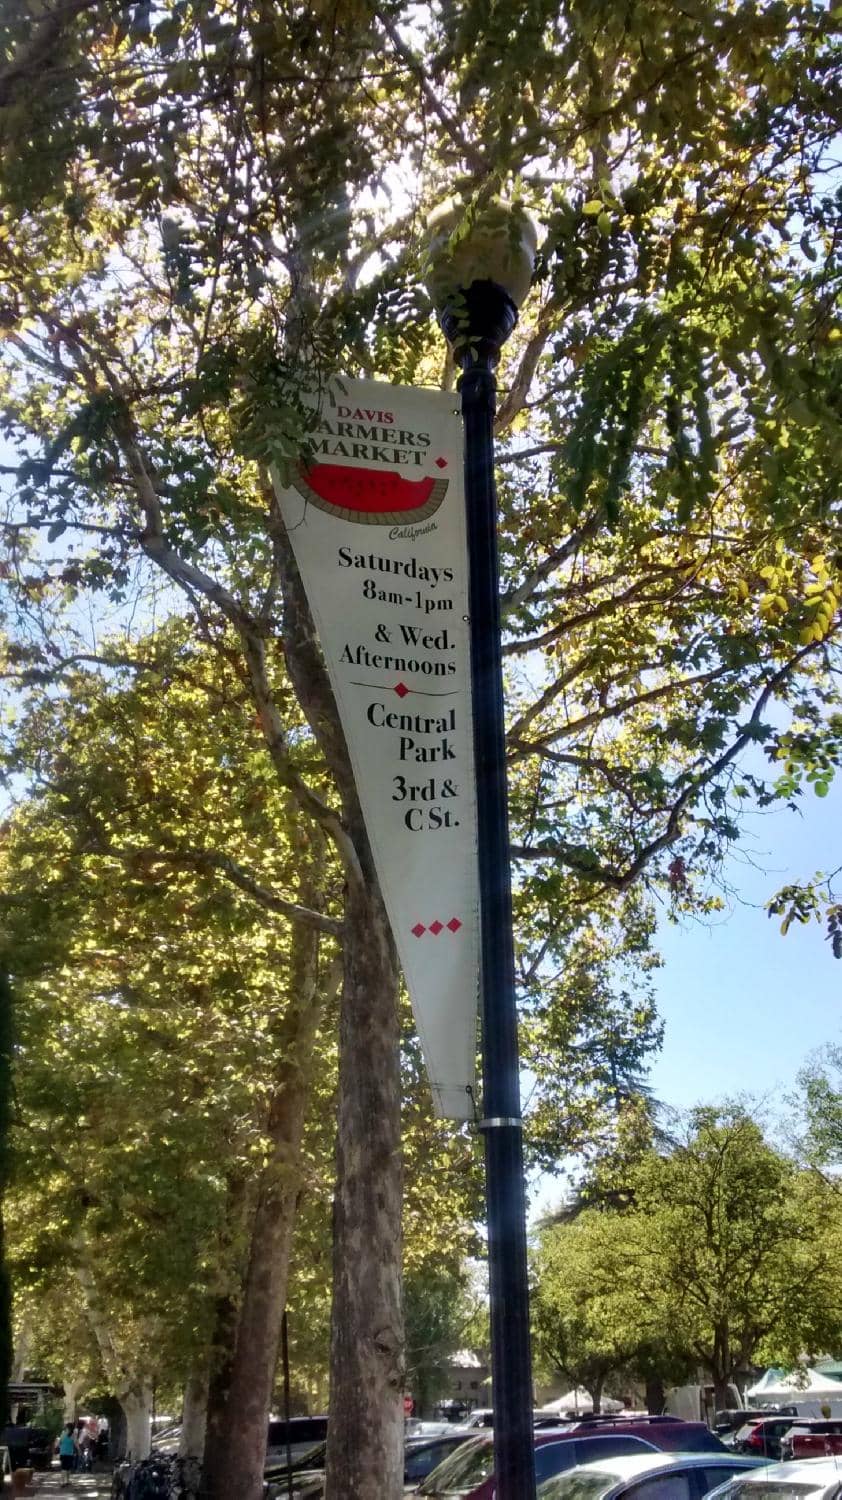 DAVIS
ARMERS
MARKET
California
Saturdays
8am-1pm
& Wed.
Afternoons
Central
Park
3rd &
C St.